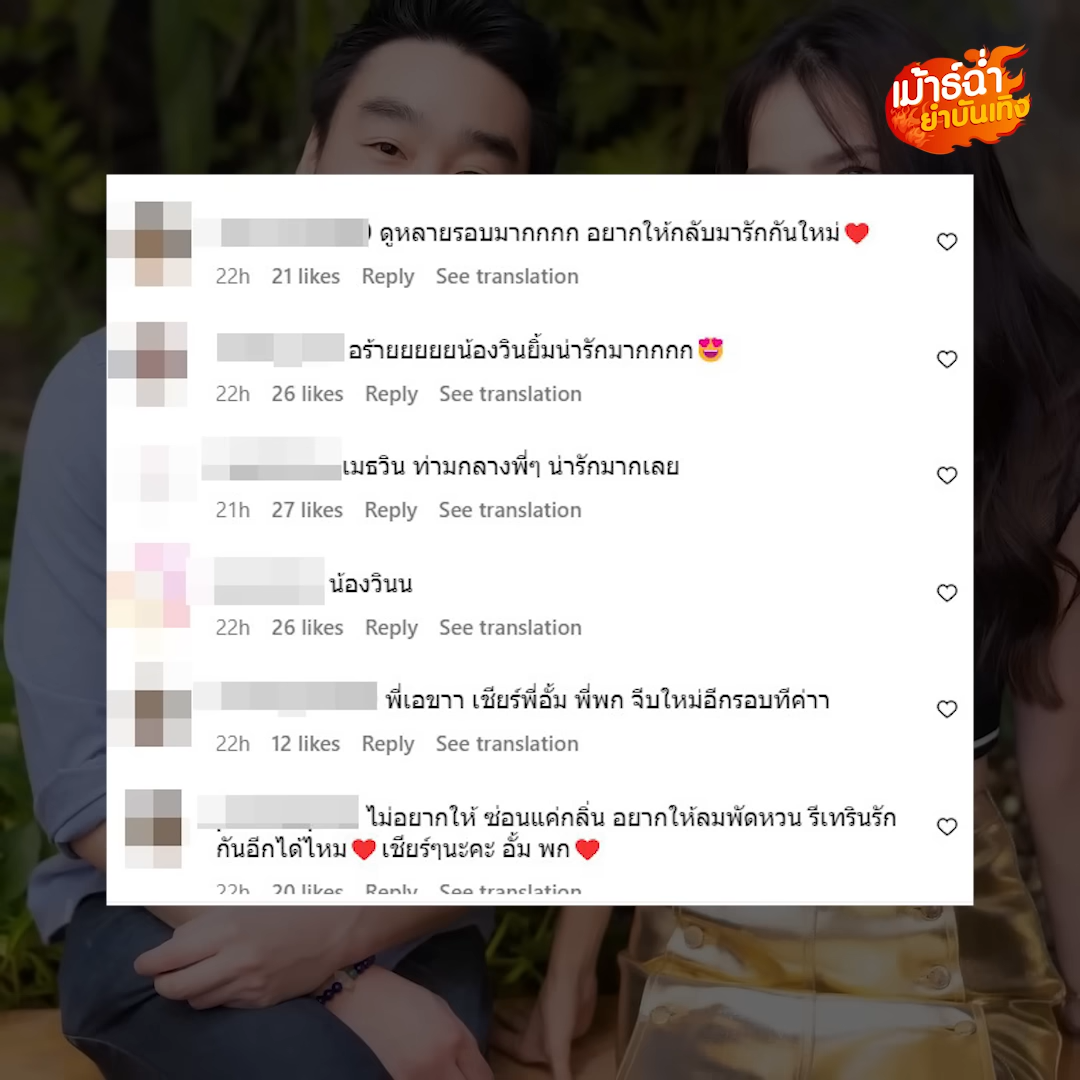 เม้าธ์ฉ่ำ
ยำบันเทิง
ดูหลายรอบมากกกก อยากให้กลับมารักกันใหม่❤️
22h 21 likes Reply See translation
อร้ายยยยยน้องวินยิ้มน่ารักมากกกก😍
22h 26 likes Reply See translation
เมธวิน ท่ามกลางพี่ๆ น่ารักมากเลย
21h 27 likes Reply See translation
น้องวินน
22h 26 likes Reply See translation
พี่เอขาา เชียร์พี่อั้ม พี่พก จีบใหม่อีกรอบทีค่าา
22h 12 likes Reply See translation
ไม่อยากให้ ซ่อนแค่กลิ่น อยากให้ลมพัดหวน รีเทรินรัก
กันอีกได้ไหม❤️ เชียร์ๆนะคะ อั้ม พก❤️
22h 20 likes Reply See translation